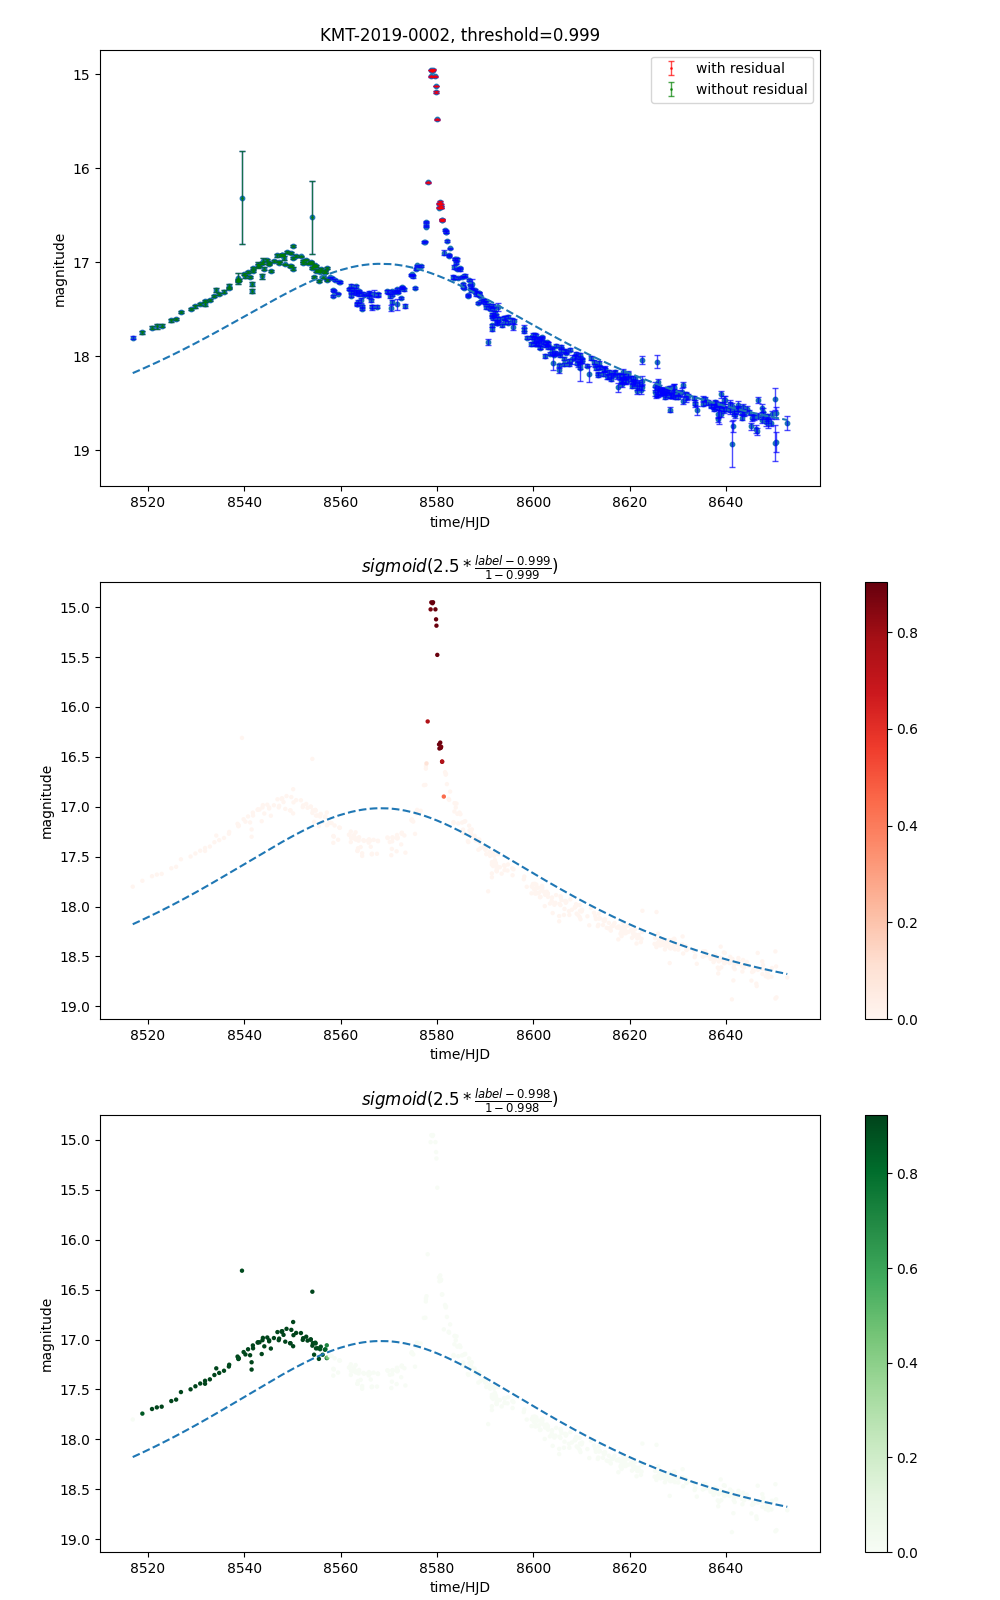 KMT-2019-0002, threshold=0.999
with residual
without residual
15
16
17
18
19
magnitude
8520 8540 8560 8580 8600 8620 8640
time/HJD
sigmoid(2.5 * \frac{label − 0.999}{1 − 0.999})
15.0
15.5
16.0
16.5
17.0
17.5
18.0
18.5
19.0
magnitude
8520 8540 8560 8580 8600 8620 8640
time/HJD
0.8
0.6
0.4
0.2
0.0
sigmoid(2.5 * \frac{label − 0.998}{1 − 0.998})
15.0
15.5
16.0
16.5
17.0
17.5
18.0
18.5
19.0
magnitude
8520 8540 8560 8580 8600 8620 8640
time/HJD
0.8
0.6
0.4
0.2
0.0